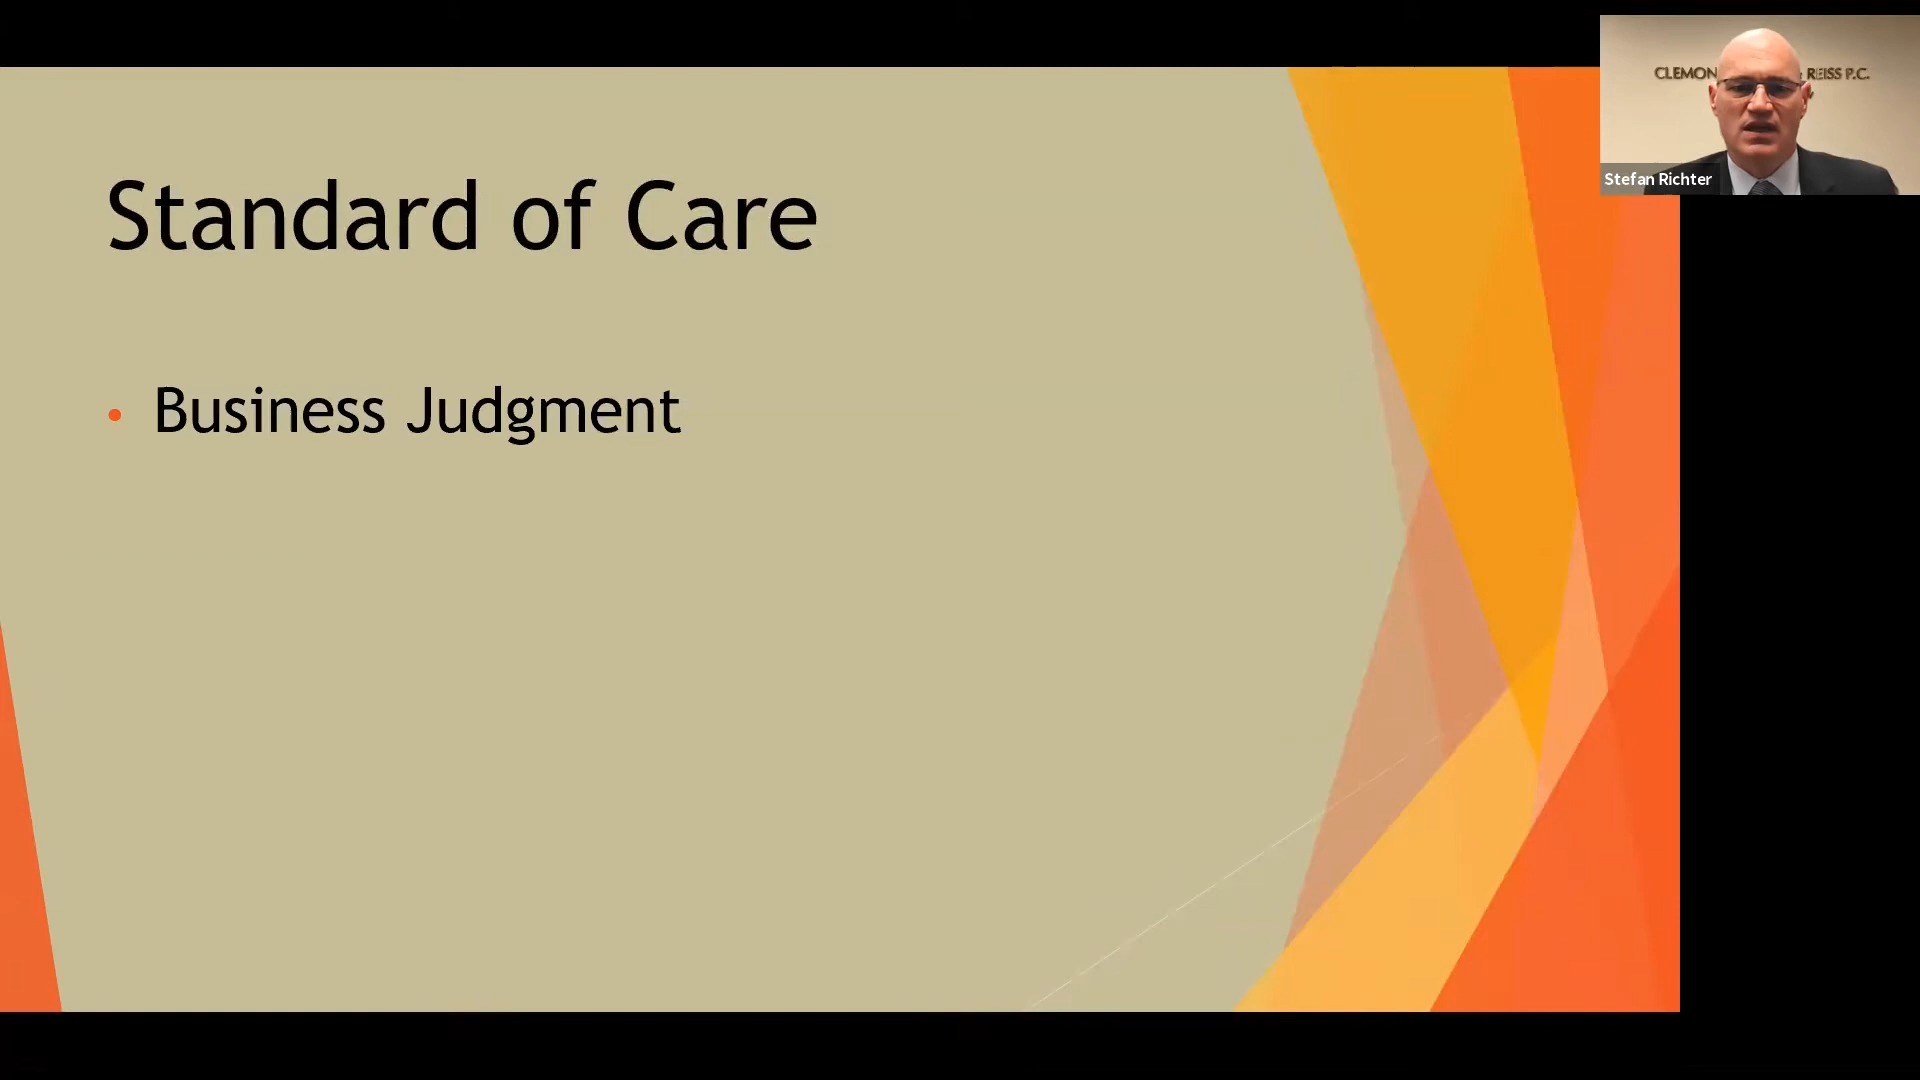 Standard of Care
• Business Judgment
CLEMON REISS P.C.
Stefan Richter